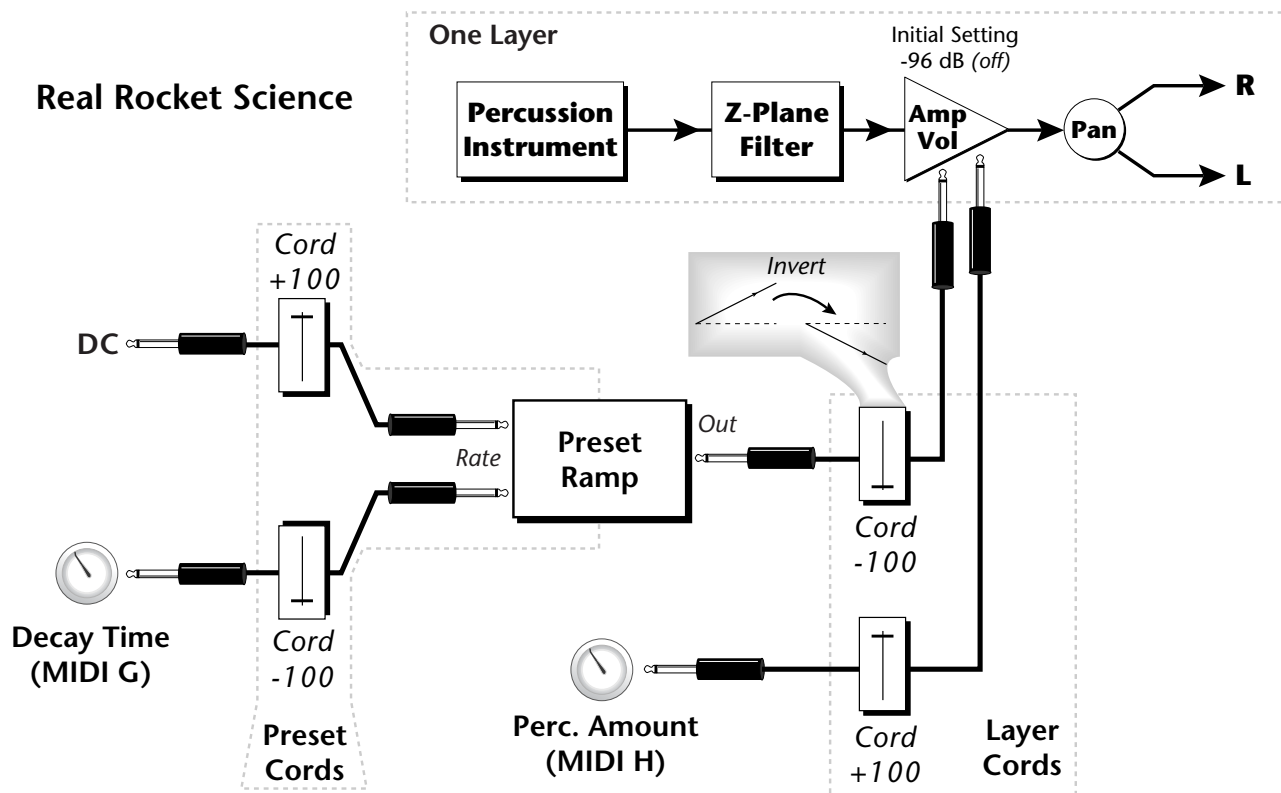 One Layer
Initial Setting
-96 dB (off)
Real Rocket Science
Percussion
Instrument
Z-Plane
Filter
Amp
Vol
Pan
R
L
Cord
+100
Invert
DC
Rate
Preset
Ramp
Out
Cord
-100
Decay Time
(MIDI G)
Cord
-100
Preset
Cords
Perc. Amount
(MIDI H)
Cord
+100
Layer
Cords